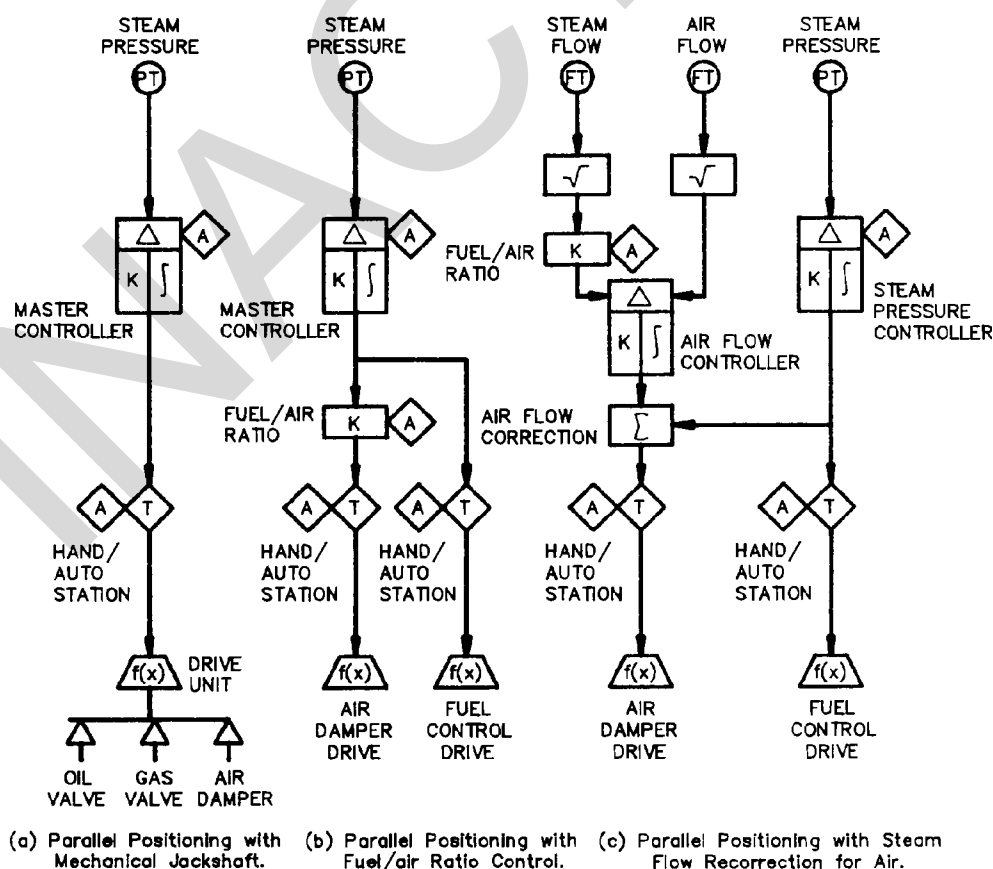 STEAM
PRESSURE
PT
△
A
K ∫
MASTER
CONTROLLER
A T
HAND/
AUTO
STATION
f(x)
DRIVE
UNIT
OIL
VALVE
GAS
VALVE
AIR
DAMPER
(a) Parallel Positioning with
Mechanical Jackshaft.
STEAM
PRESSURE
PT
△
A
K ∫
MASTER
CONTROLLER
FUEL/AIR
RATIO
K
A
A T
A T
HAND/
AUTO
STATION
HAND/
AUTO
STATION
f(x)
f(x)
AIR
DAMPER
DRIVE
FUEL
CONTROL
DRIVE
(b) Parallel Positioning with
Fuel/air Ratio Control.
STEAM
FLOW
AIR
FLOW
STEAM
PRESSURE
FT
FT
PT
√
√
FUEL/AIR
RATIO
K
A
△
K ∫
AIR FLOW
CONTROLLER
△
A
K ∫
STEAM
PRESSURE
CONTROLLER
AIR FLOW
CORRECTION
Σ
A T
A T
HAND/
AUTO
STATION
HAND/
AUTO
STATION
f(x)
f(x)
AIR
DAMPER
DRIVE
FUEL
CONTROL
DRIVE
(c) Parallel Positioning with Steam
Flow Recorrection for Air.
INAC